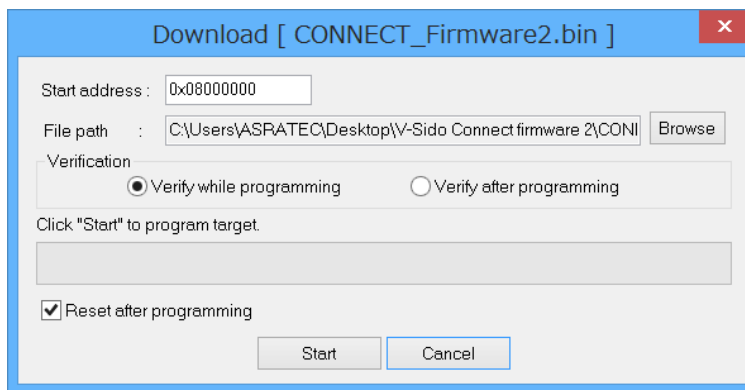 Download [ CONNECT_Firmware2.bin ]
x
Start address : 0x08000000
File path : C:\Users\ASRATEC\Desktop\V-Sido Connect firmware 2\CONI Browse
Verification
Verify while programming Verify after programming
Click "Start" to program target.
Reset after programming
Start Cancel